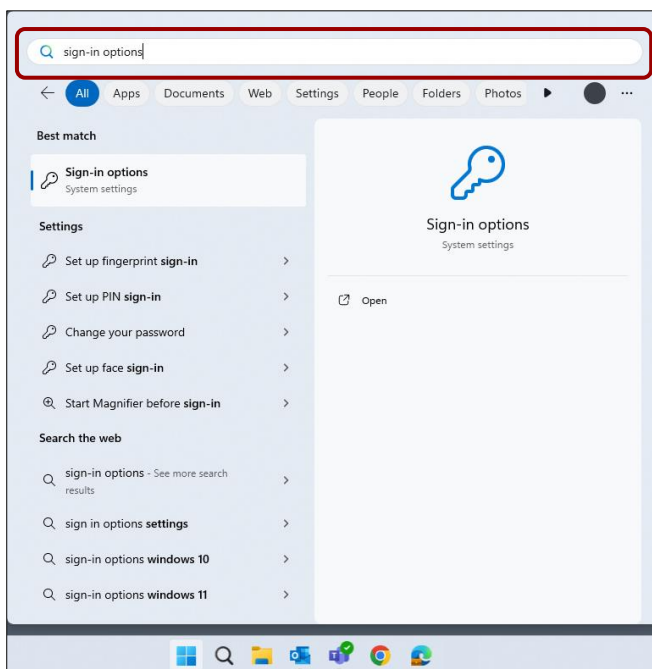 sign-in options
All Apps Documents Web Settings People Folders Photos
Best match
Sign-in options
System settings
Settings
Set up fingerprint sign-in
Set up PIN sign-in
Change your password
Set up face sign-in
Start Magnifier before sign-in
Search the web
sign-in options - See more search
results
sign in options settings
sign-in options windows 10
sign-in options windows 11
Sign-in options
System settings
Open